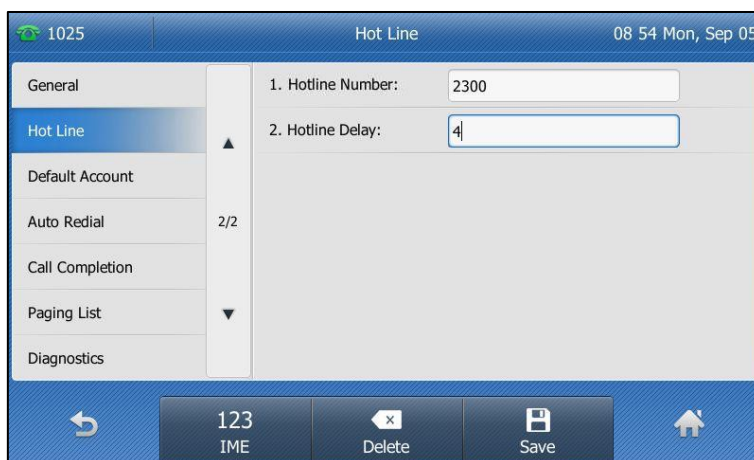 1025
Hot Line
08 54 Mon, Sep 05
General
Hot Line
Default Account
Auto Redial
Call Completion
Paging List
Diagnostics
2/2
1. Hotline Number: 2300
2. Hotline Delay: 4
123
IME
Delete
Save